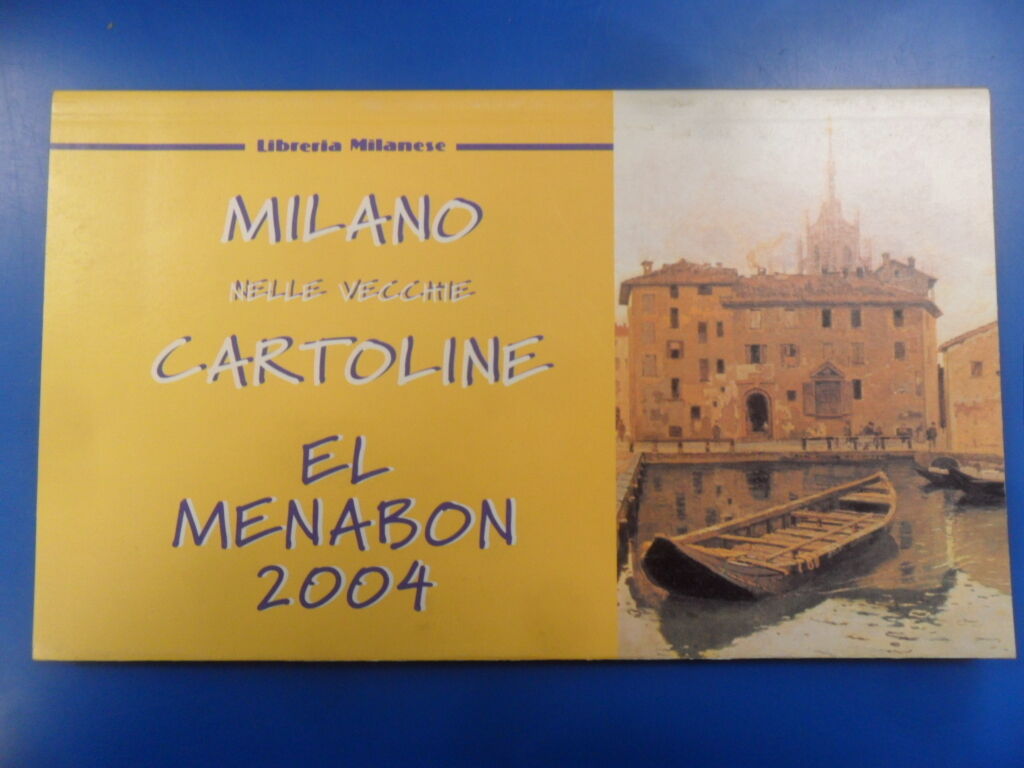 Libreria Milanese
MILANO
NELLE VECCHIE
CARTOLINE
EL
MENABON
2004